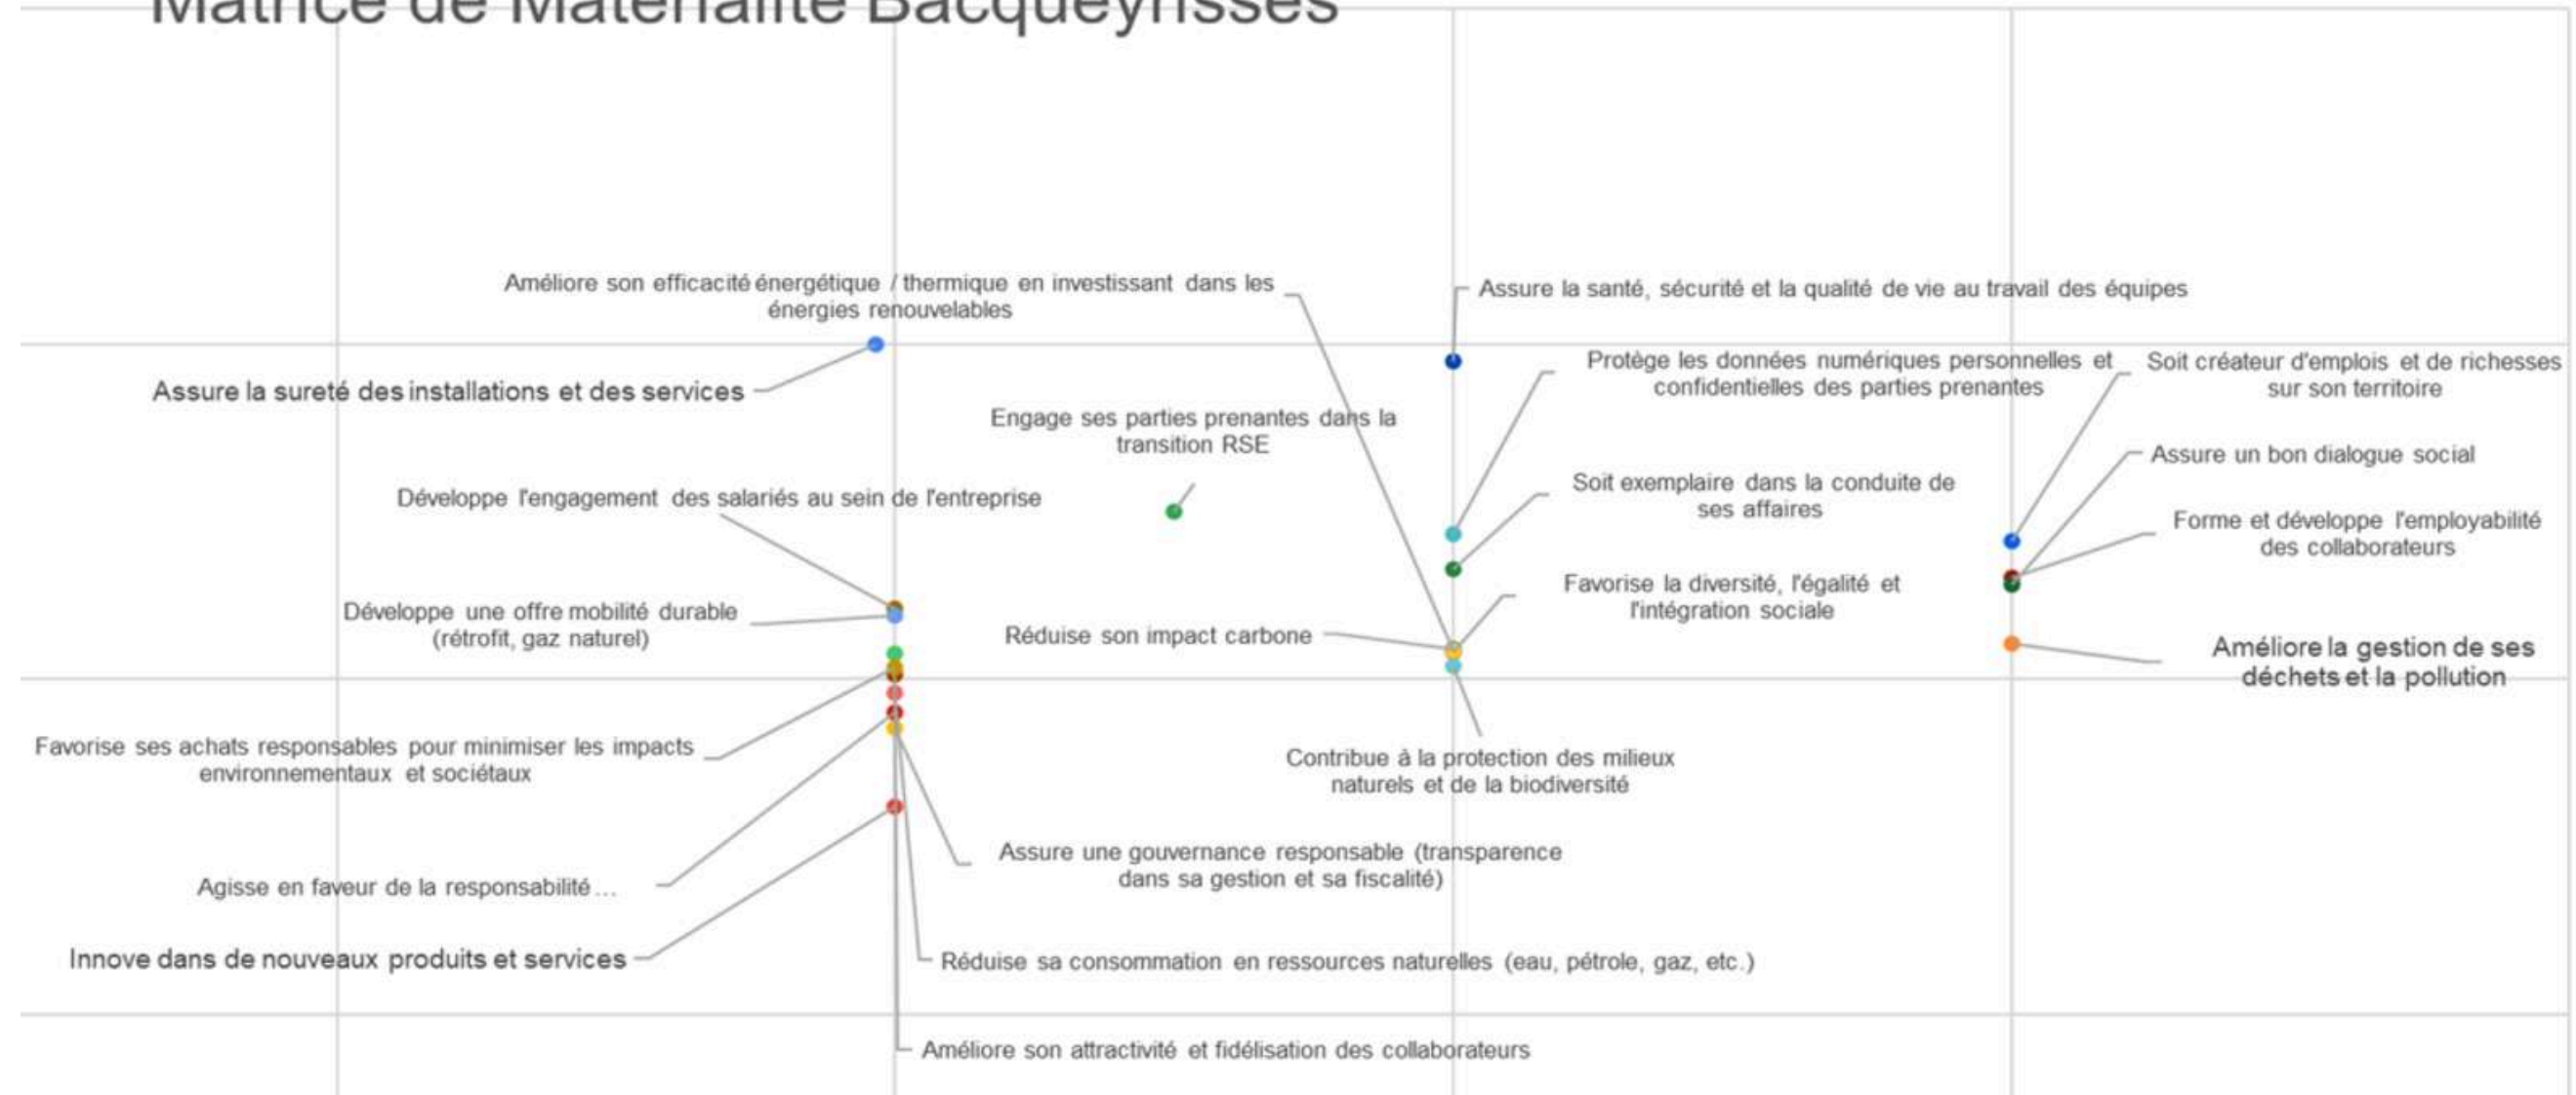 Matrice de Matérialité Bacqueyrisses
Améliore son efficacité énergétique / thermique en investissant dans les
énergies renouvelables
Assure la santé, sécurité et la qualité de vie au travail des équipes
Assure la sureté des installations et des services
Protège les données numériques personnelles et
confidentielles des parties prenantes
Soit créateur d'emplois et de richesses
sur son territoire
Engage ses parties prenantes dans la
transition RSE
Assure un bon dialogue social
Développe l'engagement des salariés au sein de l'entreprise
Soit exemplaire dans la conduite de
ses affaires
Forme et développe l'employabilité
des collaborateurs
Développe une offre mobilité durable
(rétrofit, gaz naturel)
Réduise son impact carbone
Favorise la diversité, l'égalité et
l'intégration sociale
Améliore la gestion de ses
déchets et la pollution
Favorise ses achats responsables pour minimiser les impacts
environnementaux et sociétaux
Contribue à la protection des milieux
naturels et de la biodiversité
Assure une gouvernance responsable (transparence
dans sa gestion et sa fiscalité)
Agisse en faveur de la responsabilité...
Innove dans de nouveaux produits et services
Réduise sa consommation en ressources naturelles (eau, pétrole, gaz, etc.)
Améliore son attractivité et fidélisation des collaborateurs